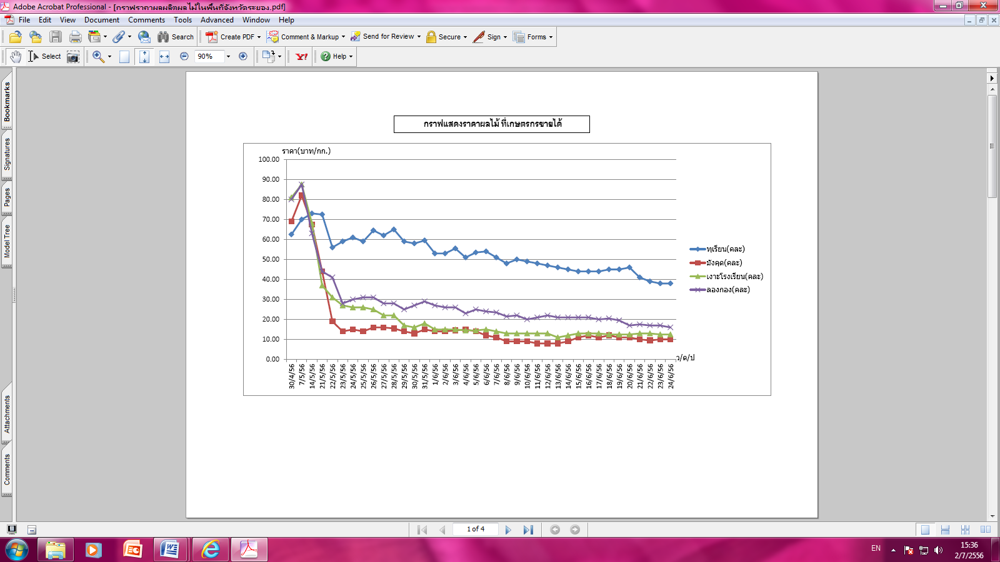 Adobe Acrobat Professional - [กราฟราคาผลผลิตผลไม้ในพื้นที่จังหวัดระยอง.pdf]
File Edit View Document Comments Tools Advanced Window Help
Search Create PDF Comment & Markup Send for Review Secure Sign Forms
Select 90% Y! Help
Bookmarks
Signatures
Pages
Model Tree
Attachments
Comments
กราฟแสดงราคาผลไม้ ที่เกษตรกรขายได้
ราคา(บาท/กก.)
100.00
90.00
80.00
70.00
60.00
50.00
40.00
30.00
20.00
10.00
0.00
ทุเรียน(คละ)
มังคุด(คละ)
เงาะโรงเรียน(คละ)
ลองกอง(คละ)
ว/ด/ป
30/4/56 7/5/56 14/5/56 21/5/56 22/5/56 23/5/56 24/5/56 25/5/56 26/5/56 27/5/56 28/5/56 29/5/56 30/5/56 31/5/56 1/6/56 2/6/56 3/6/56 4/6/56 5/6/56 6/6/56 7/6/56 8/6/56 9/6/56 10/6/56 11/6/56 12/6/56 13/6/56 14/6/56 15/6/56 16/6/56 17/6/56 18/6/56 19/6/56 20/6/56 21/6/56 22/6/56 23/6/56 24/6/56
1 of 4
EN
15:36
2/7/2556